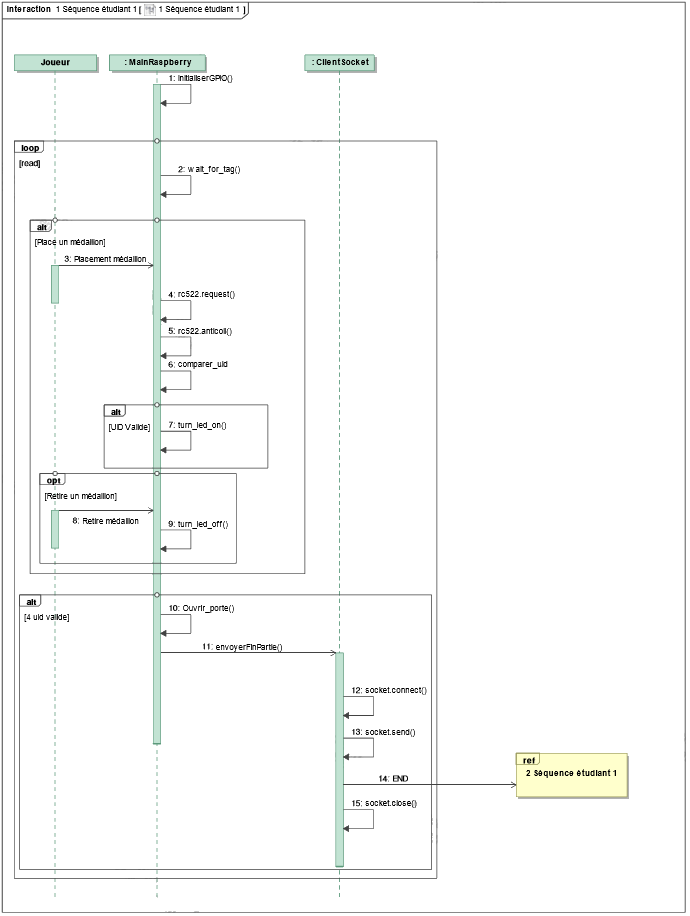 Interaction 1 Séquence étudiant 1 [ 1 Séquence étudiant 1 ]
Joueur
: MainRaspberry
: ClientSocket
1: initialiserGPIO()
loop
[read]
2: wait_for_tag()
alt
[Place un médaillon]
3: Placement médaillon
4: rc522.request()
5: rc522.anticoll()
6: comparer_uid
alt
[UID Valide]
7: turn_led_on()
opt
[Retire un médaillon]
8: Retire médaillon
9: turn_led_off()
alt
[4 uid valide]
10: Ouvrir_porte()
11: envoyerFinPartie()
12: socket.connect()
13: socket.send()
ref
2 Séquence étudiant 1
14: END
15: socket.close()